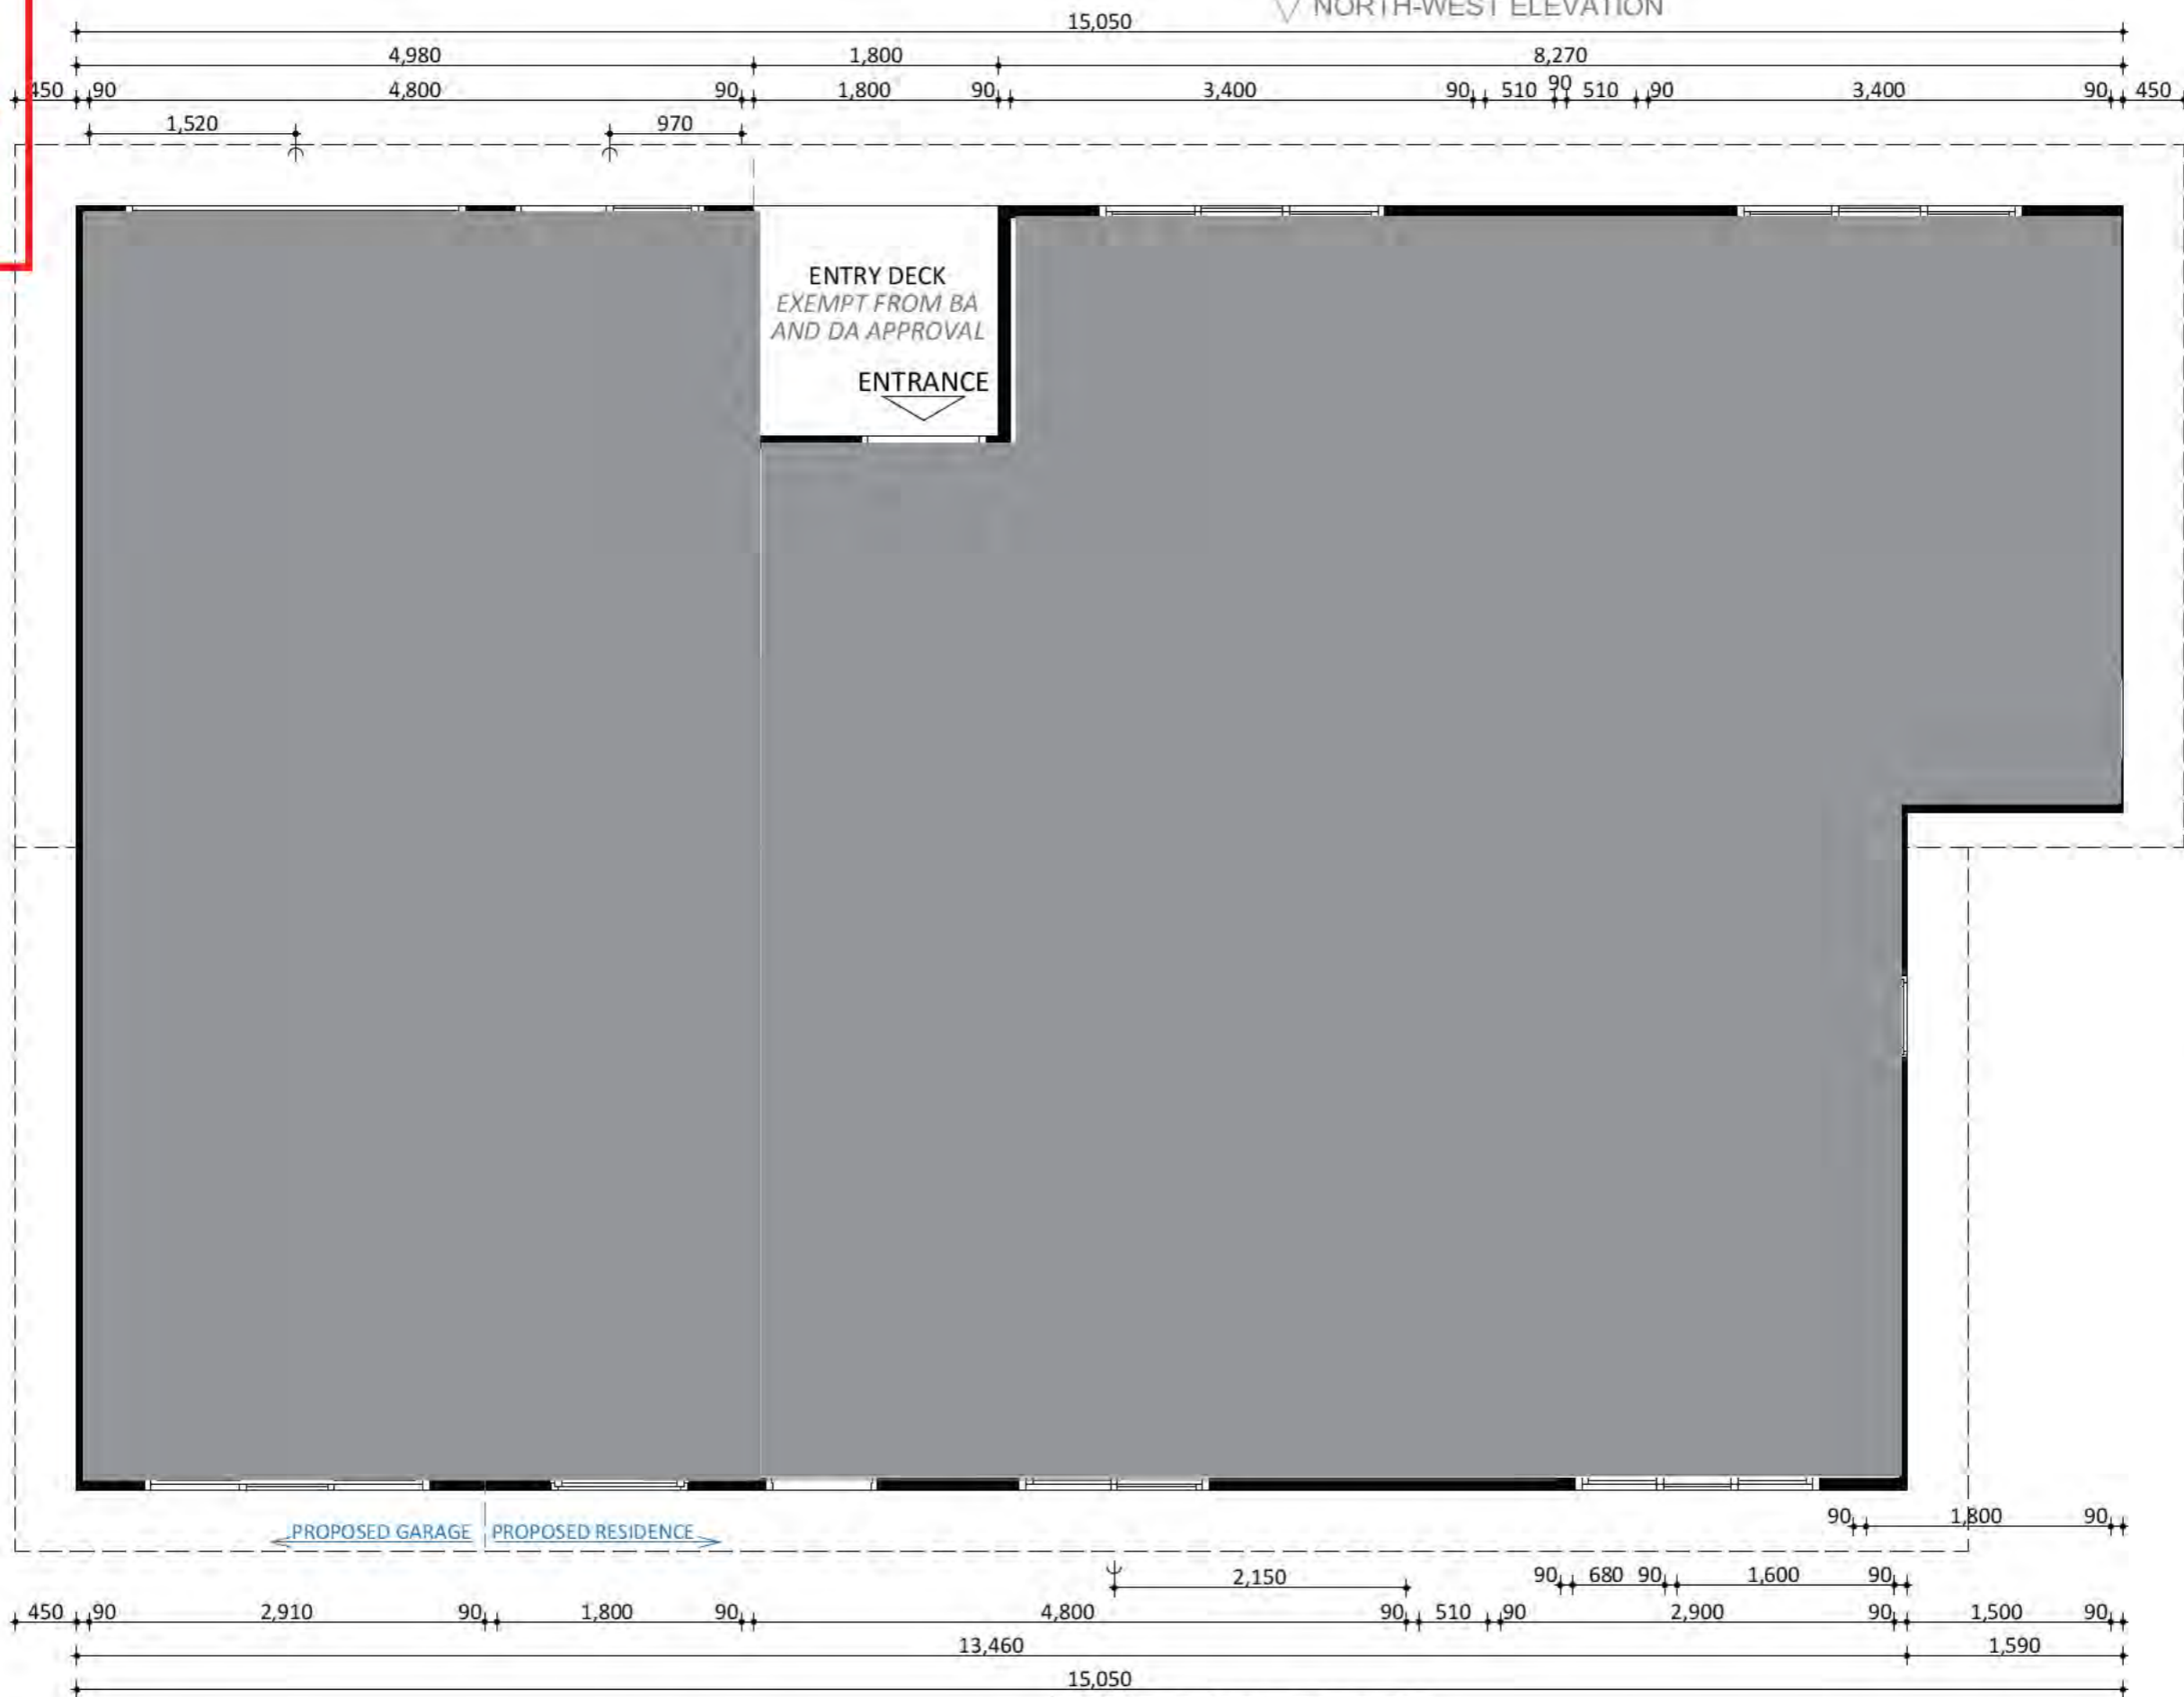 NORTH-WEST ELEVATION
15,050
4,980 1,800 8,270
450 90 4,800 90 1,800 90 3,400 90 510 90 510 90 3,400 90 450
1,520 970
ENTRY DECK
EXEMPT FROM BA
AND DA APPROVAL
ENTRANCE
PROPOSED GARAGE PROPOSED RESIDENCE
90 1,800 90
2,150 90 680 90 1,600 90
450 90 2,910 90 1,800 90 4,800 90 510 90 2,900 90 1,500 90
13,460 1,590
15,050